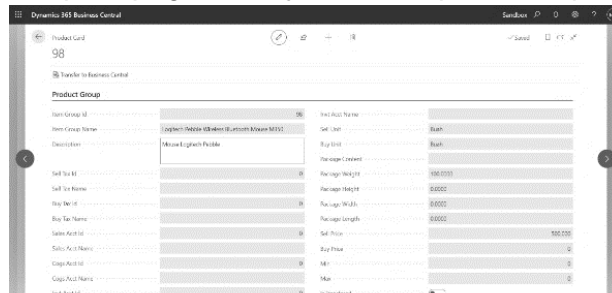 Dynamics 365 Business Central
Sandbox
?
Product Card
Saved
98
Transfer to Business Central
Product Group
Item Group Id 98
Item Group Name Logitech Pebble Wireless Bluetooth Mouse M350
Description Mouse Logitech Pebble
Sell Tax Id 0
Sell Tax Name
Buy Tax Id 0
Buy Tax Name
Sales Acct Id 0
Sales Acct Name
Cogs Acct Id 0
Cogs Acct Name
Invt Acct Name
Sell Unit Buah
Buy Unit Buah
Package Content
Package Weight 100.0000
Package Height 0.0000
Package Width 0.0000
Package Length 0.0000
Sell Price 500,000
Buy Price 0
Min 0
Max 0